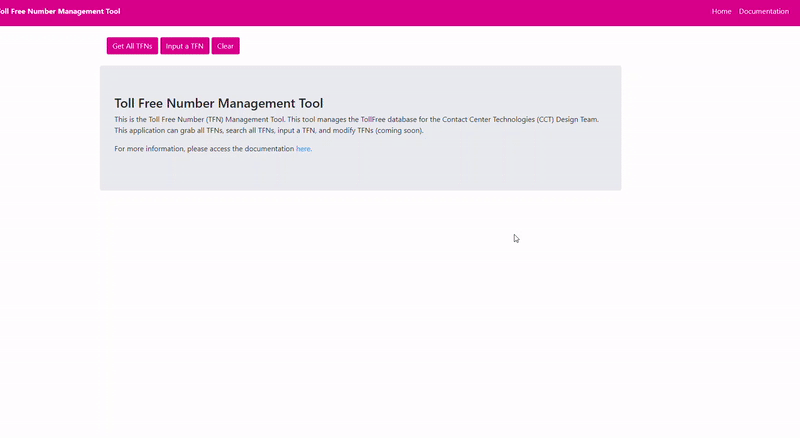 Toll Free Number Management Tool
Home Documentation
Get All TFNs Input a TFN Clear
Toll Free Number Management Tool
This is the Toll Free Number (TFN) Management Tool. This tool manages the TollFree database for the Contact Center Technologies (CCT) Design Team.
This application can grab all TFNs, search all TFNs, input a TFN, and modify TFNs (coming soon).
For more information, please access the documentation here.